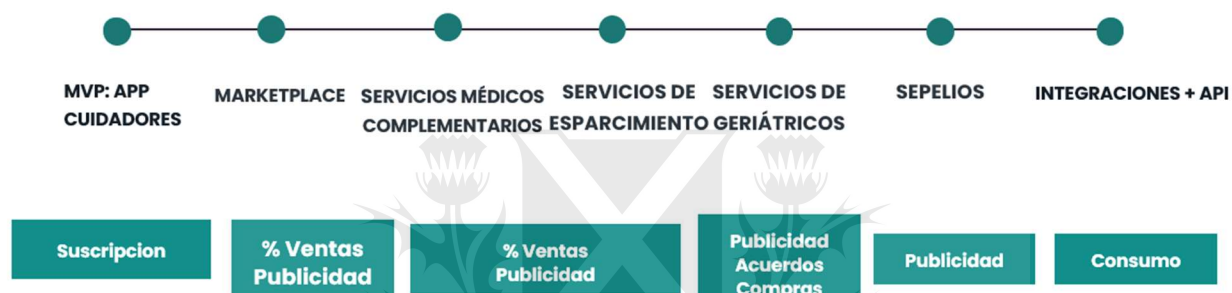 MVP: APP
CUIDADORES
MARKETPLACE
SERVICIOS MÉDICOS
COMPLEMENTARIOS
SERVICIOS DE
ESPARCIMIENTO
SERVICIOS DE
GERIÁTRICOS
SEPELIOS
INTEGRACIONES + API
Suscripcion
% Ventas
Publicidad
% Ventas
Publicidad
Publicidad
Acuerdos
Compras
Publicidad
Consumo